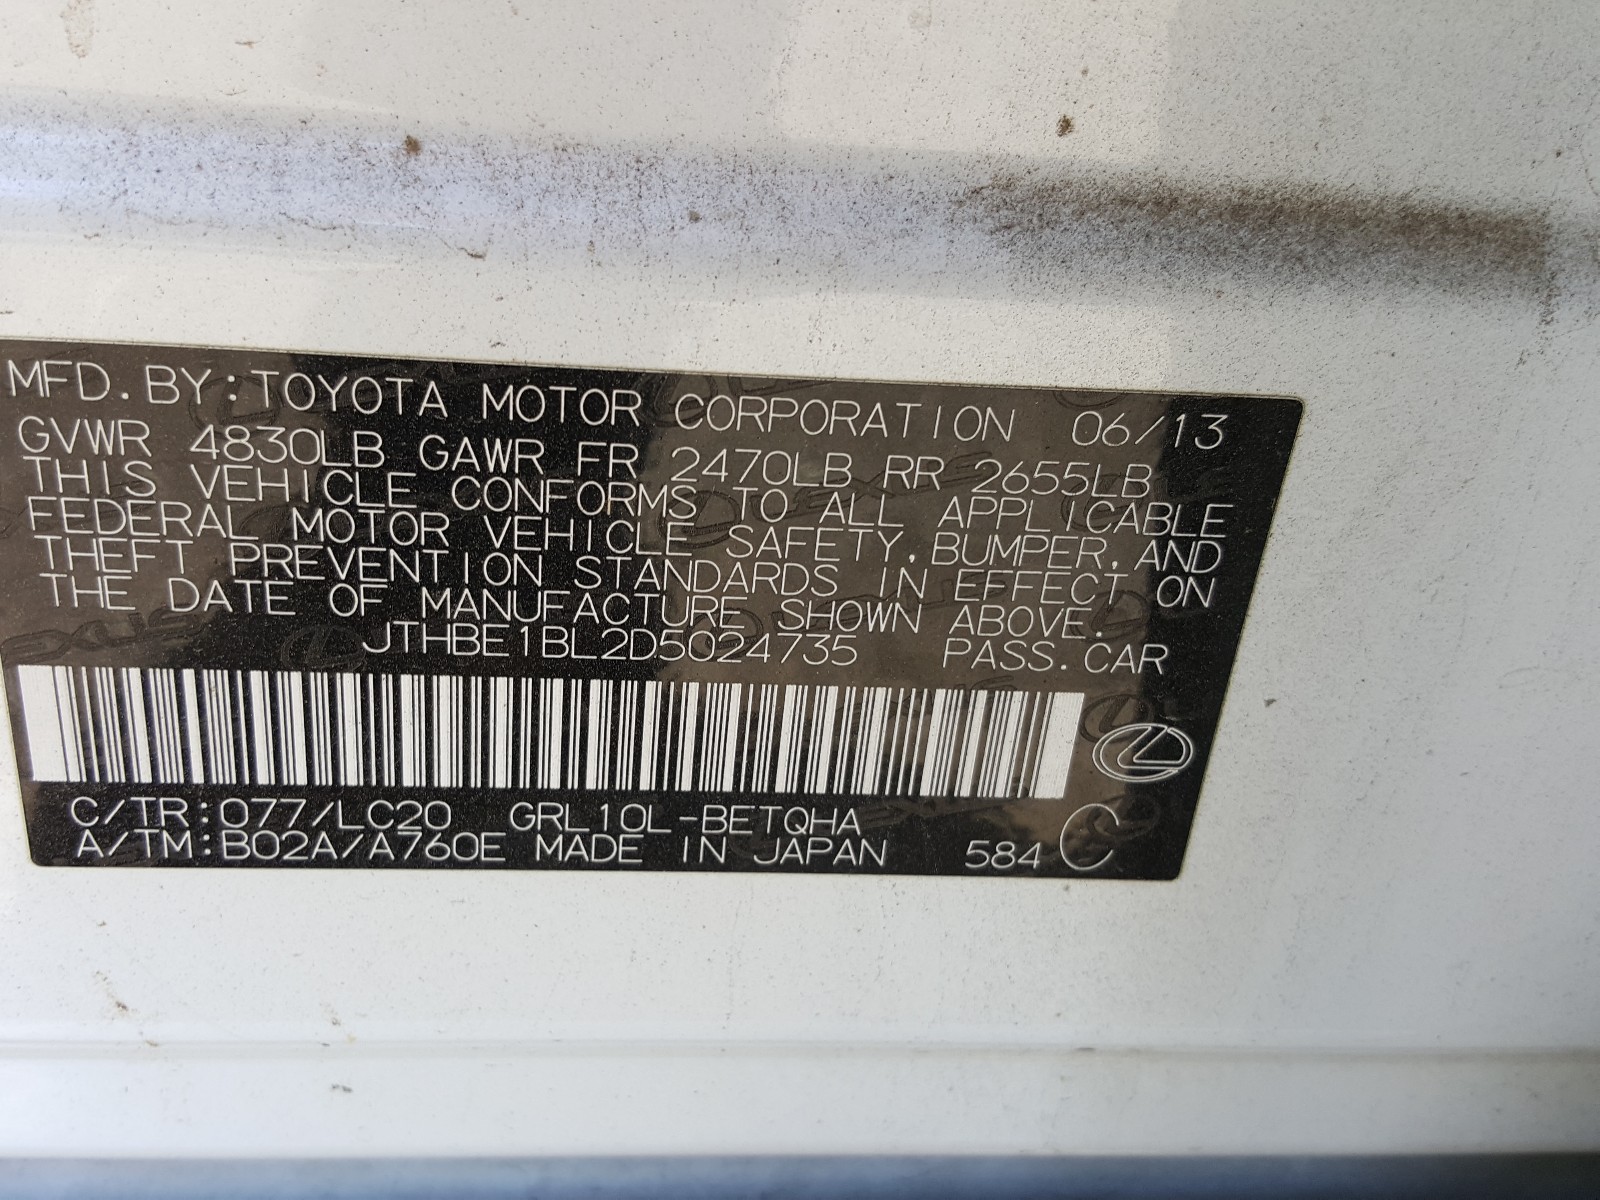 MFD. BY: TOYOTA MOTOR CORPORATION 06/13
GVWR 4830LB GAWR FR 2470LB RR 2655LB
THIS VEHICLE CONFORMS TO ALL APPLICABLE
FEDERAL MOTOR VEHICLE SAFETY, BUMPER, AND
THEFT PREVENTION STANDARDS IN EFFECT ON
THE DATE OF MANUFACTURE SHOWN ABOVE.
JTHBE1BL2D5024735 PASS. CAR
C/TR: 077/LC20 GRL10L-BETQHA
A/TM: B02A/A760E MADE IN JAPAN 584 C